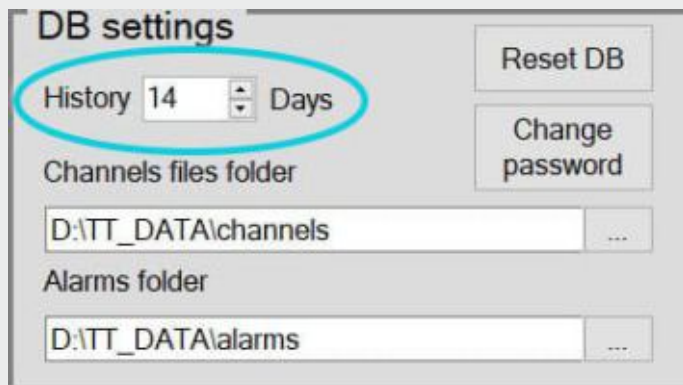 DB settings
Reset DB
History 14 Days
Change
password
Channels files folder
D:\TT_DATA\channels ...
Alarms folder
D:\TT_DATA\alarms ...